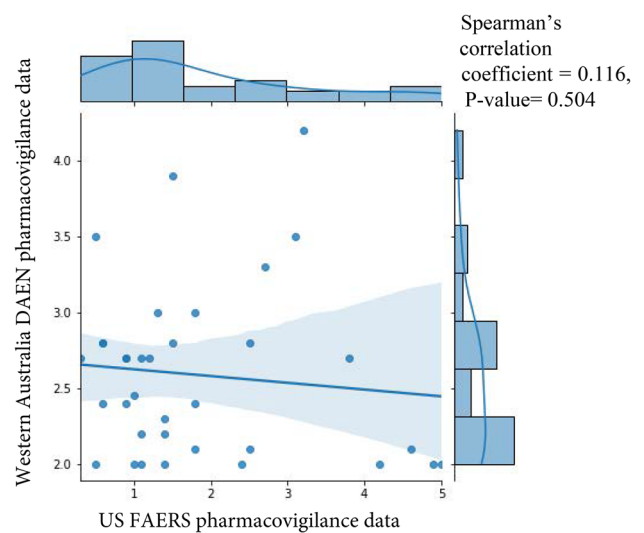 Spearman's
correlation
coefficient = 0.116,
P-value= 0.504
Western Australia DAEN pharmacovigilance data
4.0
3.5
3.0
2.5
2.0
1 2 3 4 5
US FAERS pharmacovigilance data